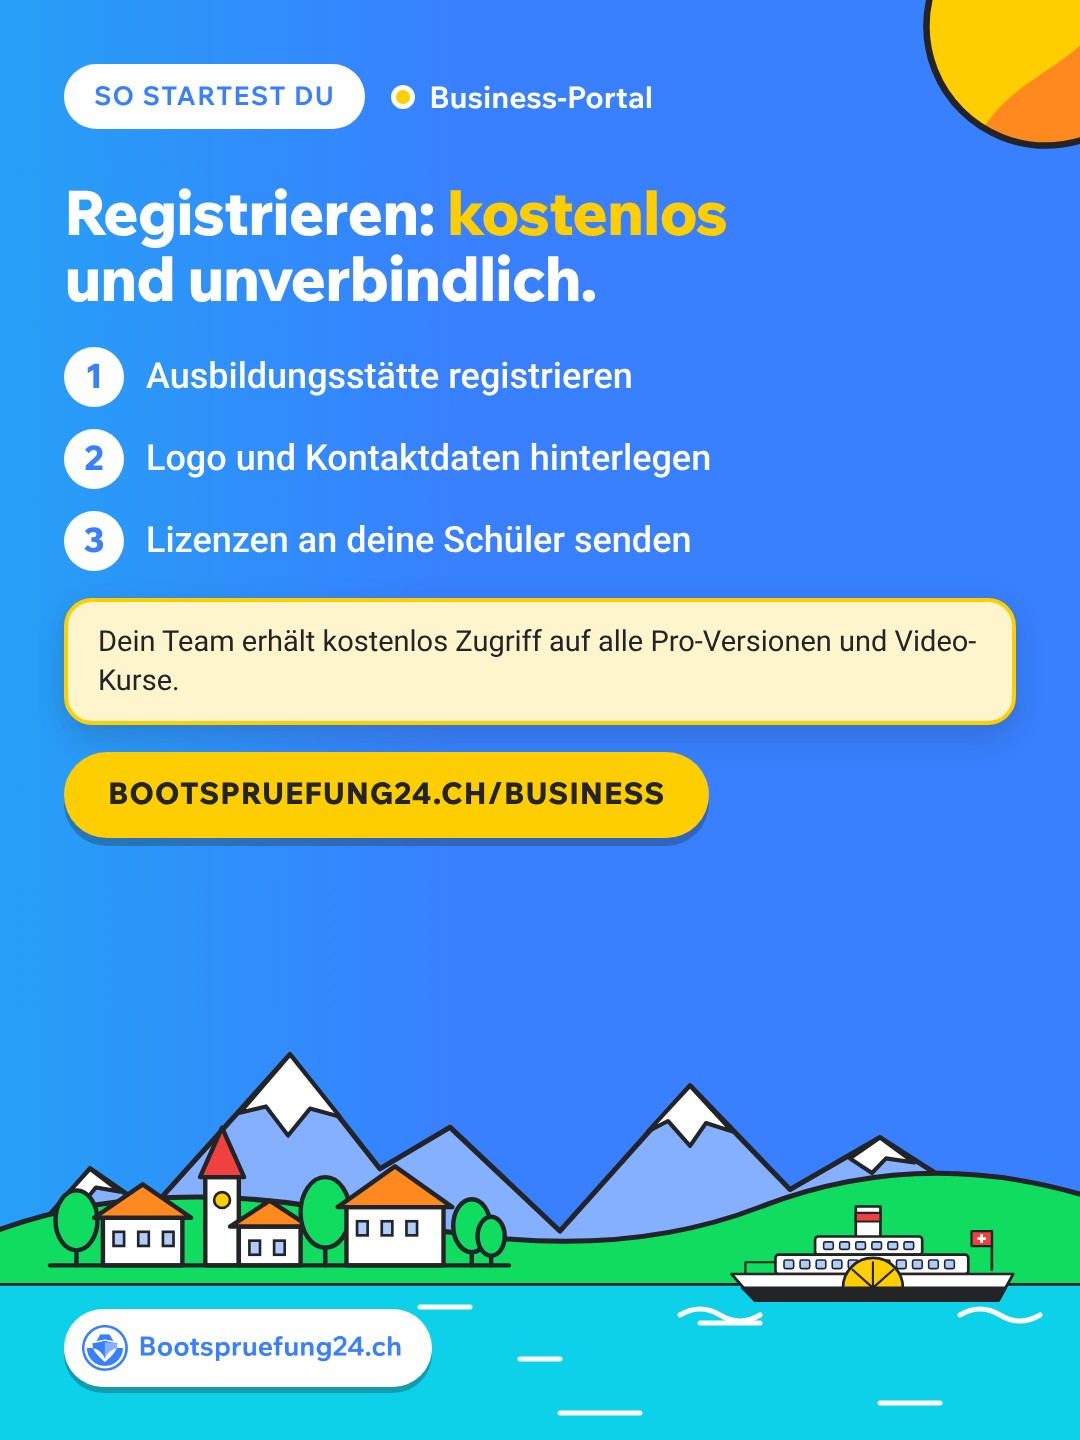 SO STARTEST DU
Business-Portal
Registrieren: kostenlos
und unverbindlich.
1 Ausbildungsstätte registrieren
2 Logo und Kontaktdaten hinterlegen
3 Lizenzen an deine Schüler senden
Dein Team erhält kostenlos Zugriff auf alle Pro-Versionen und Video-
Kurse.
BOOTSPRUEFUNG24.CH/BUSINESS
Bootspruefung24.ch